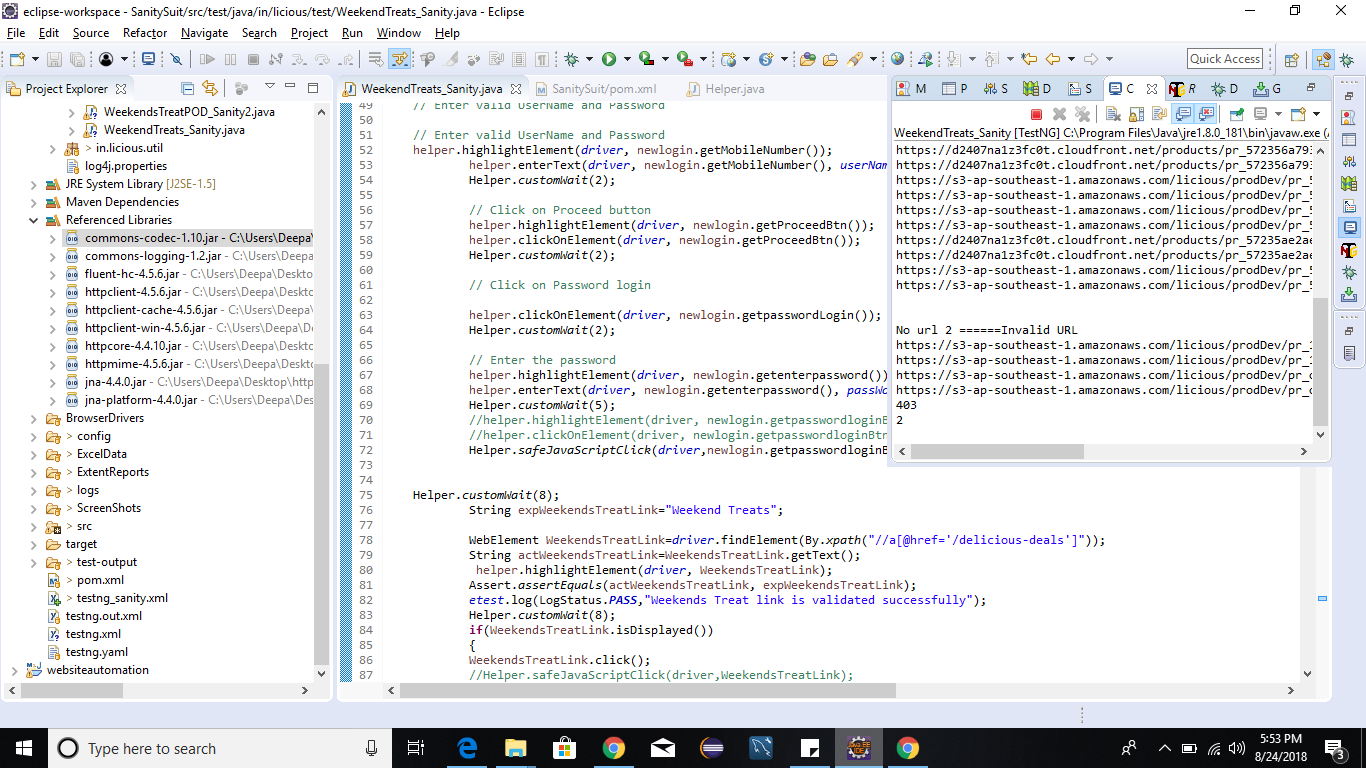 eclipse-workspace - SanitySuit/src/test/java/in/licious/test/WeekendTreats_Sanity.java - Eclipse
File Edit Source Refactor Navigate Search Project Run Window Help
Quick Access
Project Explorer
WeekendsTreatPOD_Sanity2.java
WeekendTreats_Sanity.java
> in.licious.util
log4j.properties
JRE System Library [J2SE-1.5]
Maven Dependencies
Referenced Libraries
commons-codec-1.10.jar - C:\Users\Deepa\
commons-logging-1.2.jar - C:\Users\Deepa
fluent-hc-4.5.6.jar - C:\Users\Deepa\Deskto
httpclient-4.5.6.jar - C:\Users\Deepa\Deskto
httpclient-cache-4.5.6.jar - C:\Users\Deepa
httpclient-win-4.5.6.jar - C:\Users\Deepa\
httpcore-4.4.10.jar - C:\Users\Deepa\Deskt
httpmime-4.5.6.jar - C:\Users\Deepa\Desk
jna-4.4.0.jar - C:\Users\Deepa\Desktop\http
jna-platform-4.4.0.jar - C:\Users\Deepa\Des
BrowserDrivers
> config
> ExcelData
> ExtentReports
> logs
> ScreenShots
> src
target
> test-output
> pom.xml
> testng_sanity.xml
testng.out.xml
testng.xml
testng.yaml
websiteautomation
WeekendTreats_Sanity.java SanitySuit/pom.xml Helper.java
49 // Enter valid UserName and Password
50
51 // Enter valid UserName and Password
52 helper.highlightElement(driver, newlogin.getMobileNumber());
53 helper.enterText(driver, newlogin.getMobileNumber(), userNam
54 Helper.customWait(2);
55
56 // Click on Proceed button
57 helper.highlightElement(driver, newlogin.getProceedBtn());
58 helper.clickOnElement(driver, newlogin.getProceedBtn());
59 Helper.customWait(2);
60
61 // Click on Password login
62
63 helper.clickOnElement(driver, newlogin.getpasswordLogin());
64 Helper.customWait(2);
65
66 // Enter the password
67 helper.highlightElement(driver, newlogin.getenterpassword())
68 helper.enterText(driver, newlogin.getenterpassword(), passWo
69 Helper.customWait(5);
70 //helper.highlightElement(driver, newlogin.getpasswordloginB
71 //helper.clickOnElement(driver, newlogin.getpasswordloginBtn
72 Helper.safeJavaScriptClick(driver,newlogin.getpasswordloginB
73
74
75 Helper.customWait(8);
76 String expWeekendsTreatLink="Weekend Treats";
77
78 WebElement WeekendsTreatLink=driver.findElement(By.xpath("//a[@href='/delicious-deals']"));
79 String actWeekendsTreatLink=WeekendsTreatLink.getText();
80 helper.highlightElement(driver, WeekendsTreatLink);
81 Assert.assertEquals(actWeekendsTreatLink, expWeekendsTreatLink);
82 etest.log(LogStatus.PASS,"Weekends Treat link is validated successfully");
83 Helper.customWait(8);
84 if(WeekendsTreatLink.isDisplayed())
85 {
86 WeekendsTreatLink.click();
87 //Helper.safeJavaScriptClick(driver,WeekendsTreatLink);
M P S D C R D G
WeekendTreats_Sanity [TestNG] C:\Program Files\Java\jre1.8.0_181\bin\javaw.exe (
https://d2407na1z3fc0t.cloudfront.net/products/pr_572356a793
https://d2407na1z3fc0t.cloudfront.net/products/pr_572356a793
https://s3-ap-southeast-1.amazonaws.com/licious/prodDev/pr_5
https://s3-ap-southeast-1.amazonaws.com/licious/prodDev/pr_5
https://s3-ap-southeast-1.amazonaws.com/licious/prodDev/pr_5
https://s3-ap-southeast-1.amazonaws.com/licious/prodDev/pr_5
https://d2407na1z3fc0t.cloudfront.net/products/pr_57235ae2ae
https://d2407na1z3fc0t.cloudfront.net/products/pr_57235ae2ae
https://s3-ap-southeast-1.amazonaws.com/licious/prodDev/pr_5
https://s3-ap-southeast-1.amazonaws.com/licious/prodDev/pr_5
No url 2 ======Invalid URL
https://s3-ap-southeast-1.amazonaws.com/licious/prodDev/pr_1
https://s3-ap-southeast-1.amazonaws.com/licious/prodDev/pr_1
https://s3-ap-southeast-1.amazonaws.com/licious/prodDev/pr_c
https://s3-ap-southeast-1.amazonaws.com/licious/prodDev/pr_c
403
2
Type here to search
5:53 PM
8/24/2018
3